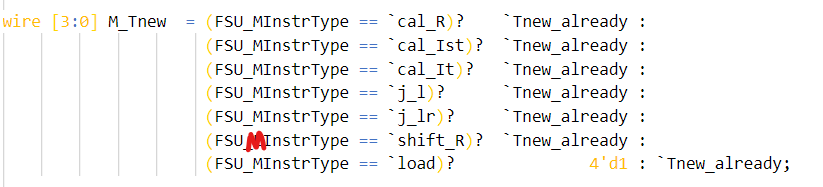 wire [3:0] M_Tnew = (FSU_MInstrType == `cal_R)? `Tnew_already :
(FSU_MInstrType == `cal_Ist)? `Tnew_already :
(FSU_MInstrType == `cal_It)? `Tnew_already :
(FSU_MInstrType == `j_l)? `Tnew_already :
(FSU_MInstrType == `j_lr)? `Tnew_already :
(FSU_MInstrType == `shift_R)? `Tnew_already :
(FSU_MInstrType == `load)? 4'd1 : `Tnew_already;